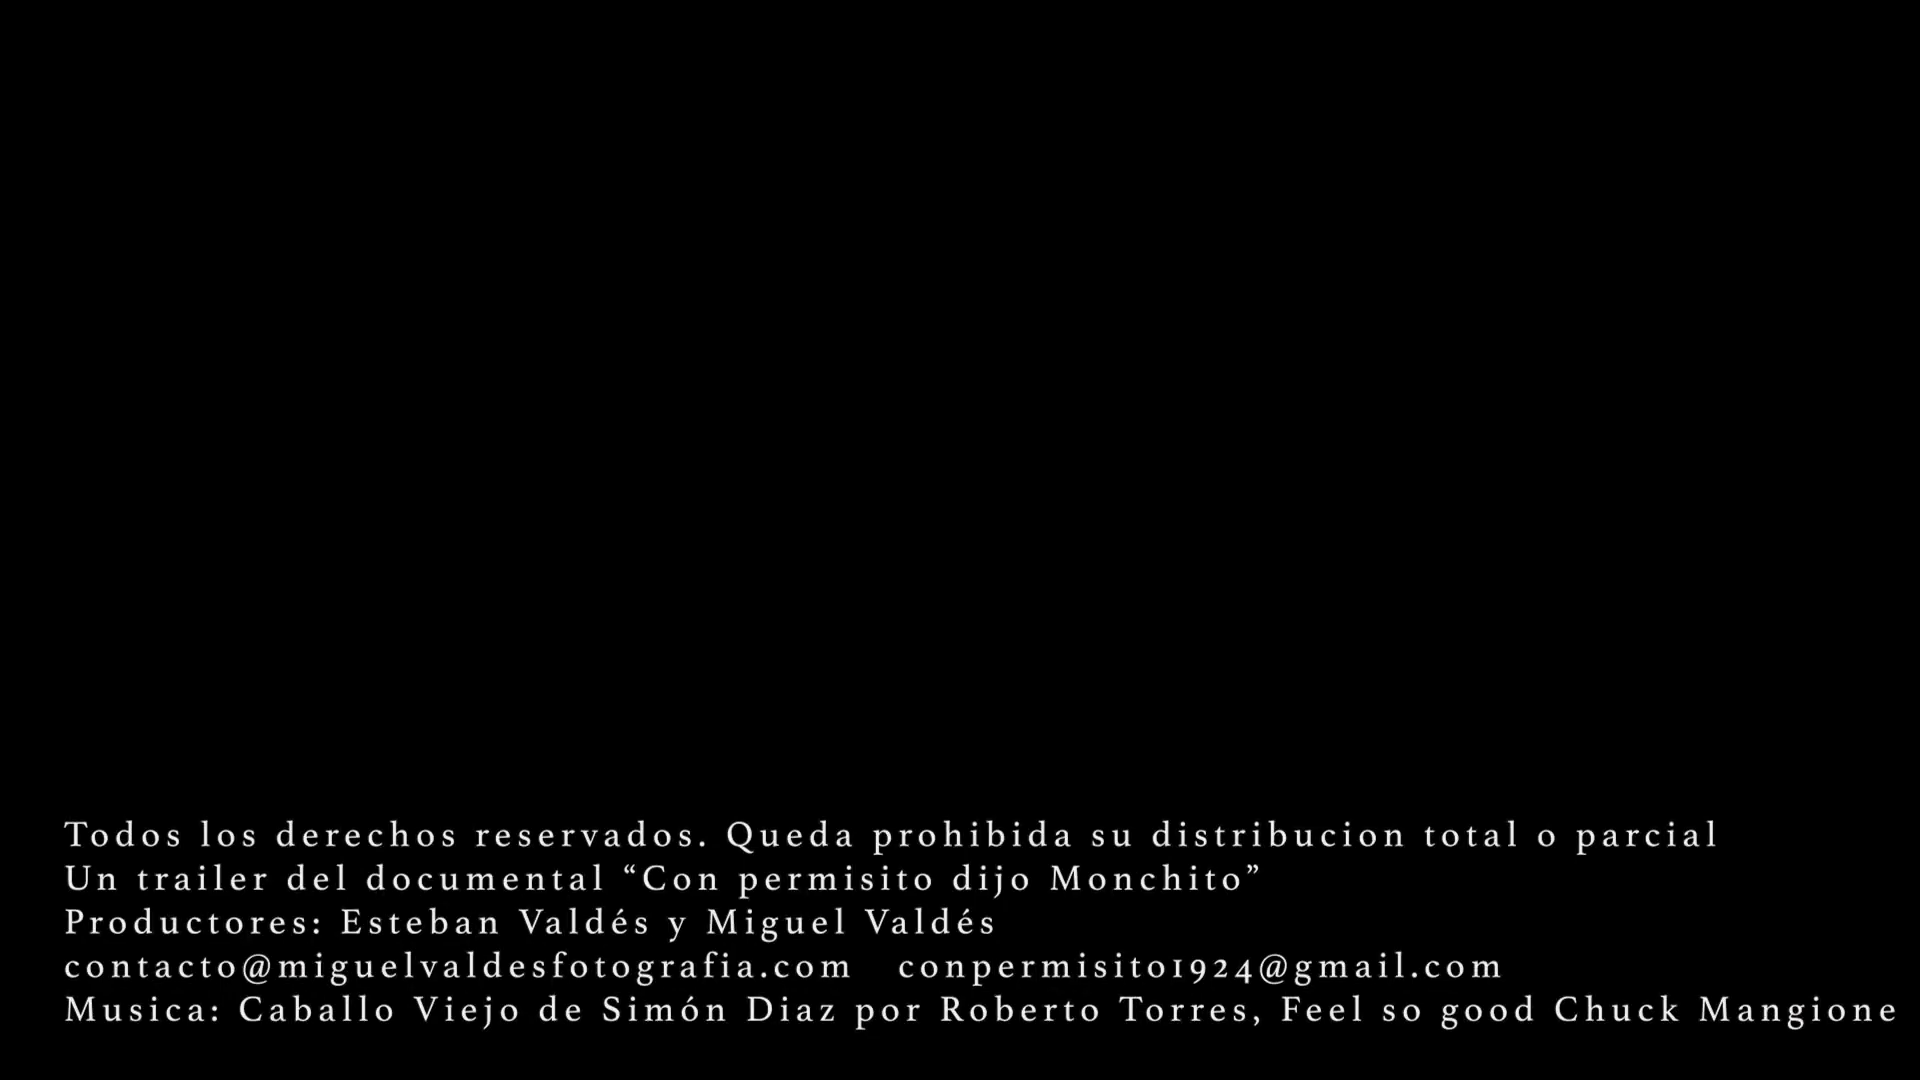 Todos los derechos reservados. Queda prohibida su distribucion total o parcial
Un trailer del documental “Con permisito dijo Monchito”
Productores: Esteban Valdés y Miguel Valdés
contacto@miguelvaldesfotografia.com conpermisito1924@gmail.com
Musica: Caballo Viejo de Simón Diaz por Roberto Torres, Feel so good Chuck Mangione